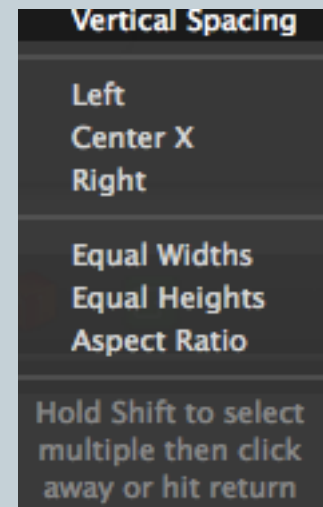 Vertical Spacing
Left
Center X
Right
Equal Widths
Equal Heights
Aspect Ratio
Hold Shift to select
multiple then click
away or hit return